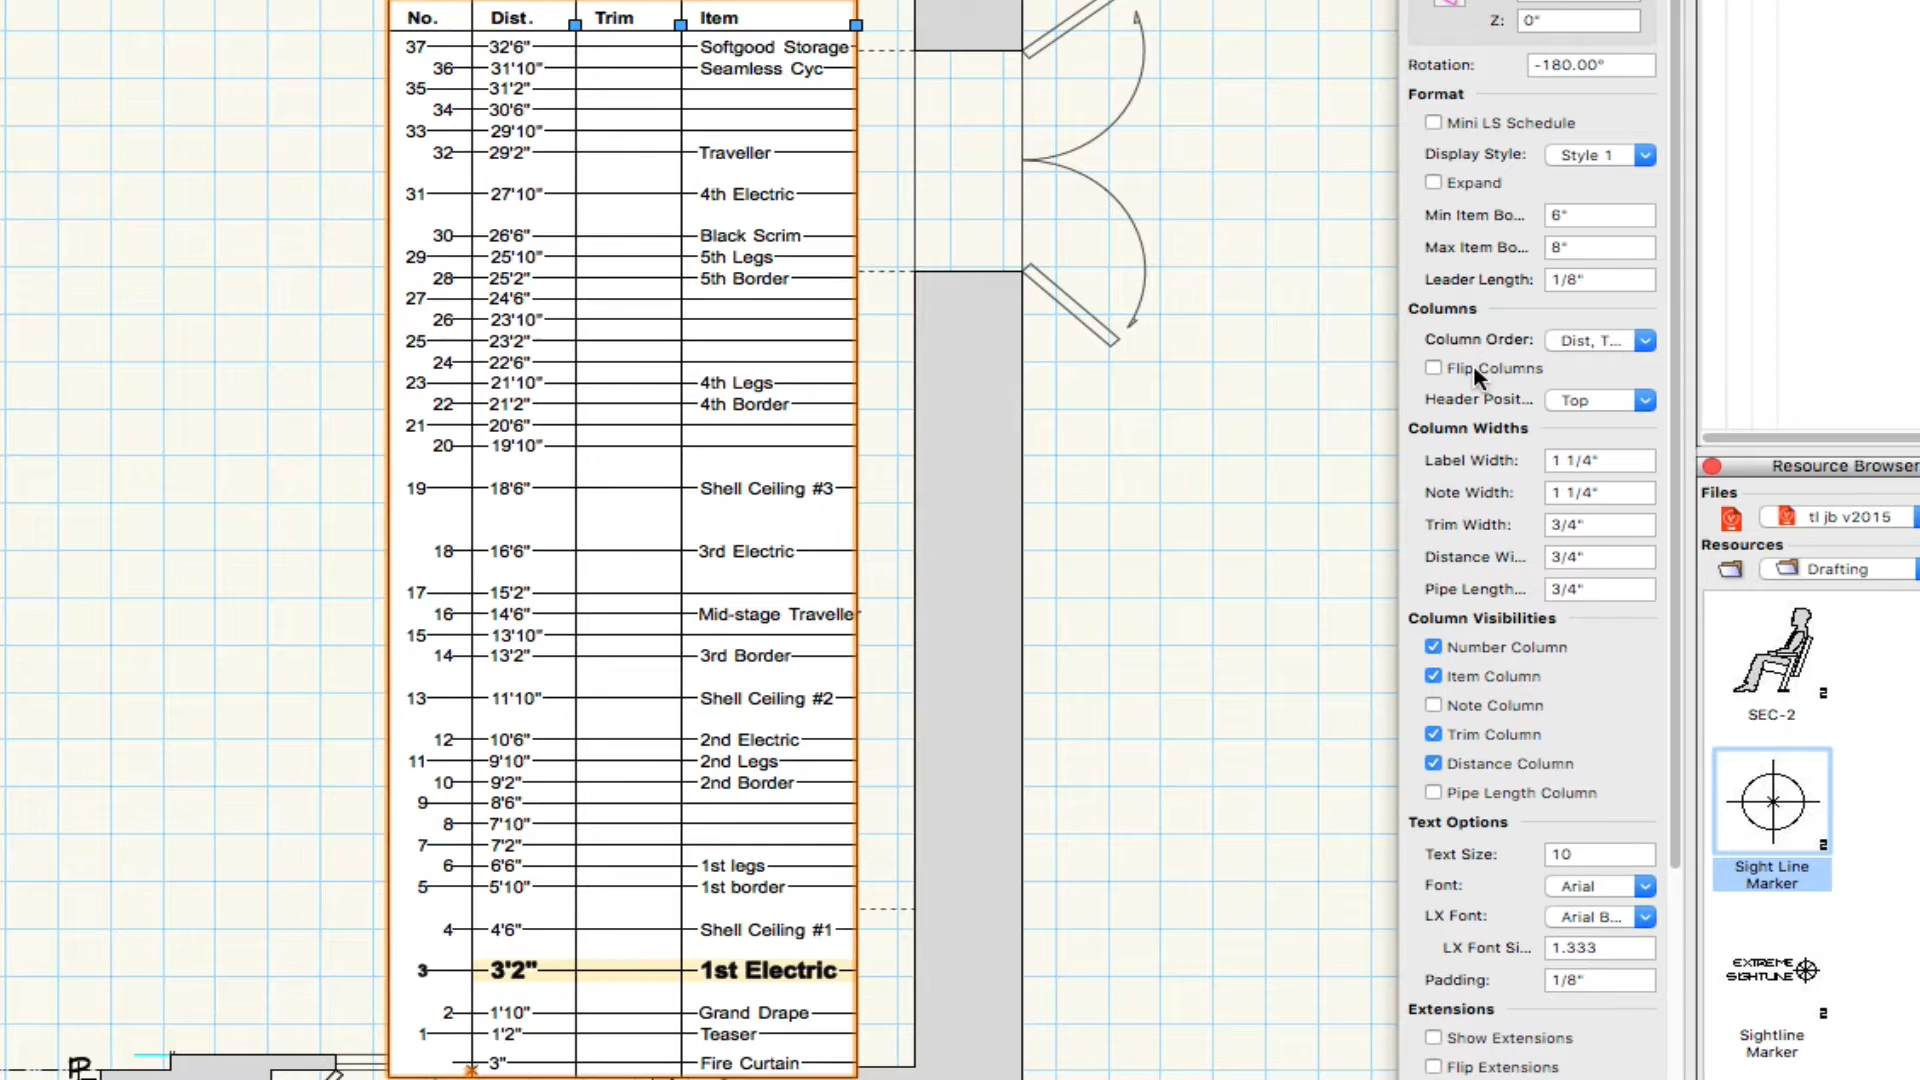 No. Dist. Trim Item
37 32'6" Softgood Storage
36 31'10" Seamless Cyc
35 31'2"
34 30'6"
33 29'10"
32 29'2" Traveller
31 27'10" 4th Electric
30 26'6" Black Scrim
29 25'10" 5th Legs
28 25'2" 5th Border
27 24'6"
26 23'10"
25 23'2"
24 22'6"
23 21'10" 4th Legs
22 21'2" 4th Border
21 20'6"
20 19'10"
19 18'6" Shell Ceiling #3
18 16'6" 3rd Electric
17 15'2"
16 14'6" Mid-stage Traveller
15 13'10"
14 13'2" 3rd Border
13 11'10" Shell Ceiling #2
12 10'6" 2nd Electric
11 9'10" 2nd Legs
10 9'2" 2nd Border
9 8'6"
8 7'10"
7 7'2"
6 6'6" 1st legs
5 5'10" 1st border
4 4'6" Shell Ceiling #1
3 3'2" 1st Electric
2 1'10" Grand Drape
1 1'2" Teaser
3" Fire Curtain
Z: 0"
Rotation: -180.00°
Format
Mini LS Schedule
Display Style: Style 1
Expand
Min Item Bo... 6"
Max Item Bo... 8"
Leader Length: 1/8"
Columns
Column Order: Dist, T...
Flip Columns
Header Posit... Top
Column Widths
Label Width: 1 1/4"
Note Width: 1 1/4"
Trim Width: 3/4"
Distance Wi... 3/4"
Pipe Length... 3/4"
Column Visibilities
Number Column
Item Column
Note Column
Trim Column
Distance Column
Pipe Length Column
Text Options
Text Size: 10
Font: Arial
LX Font: Arial B...
LX Font Si... 1.333
Padding: 1/8"
Extensions
Show Extensions
Flip Extensions
Resource Browser
Files
tl jb v2015
Resources
Drafting
2
SEC-2
2
Sight Line
Marker
EXTREME
SIGHTLINE
2
Sightline
Marker